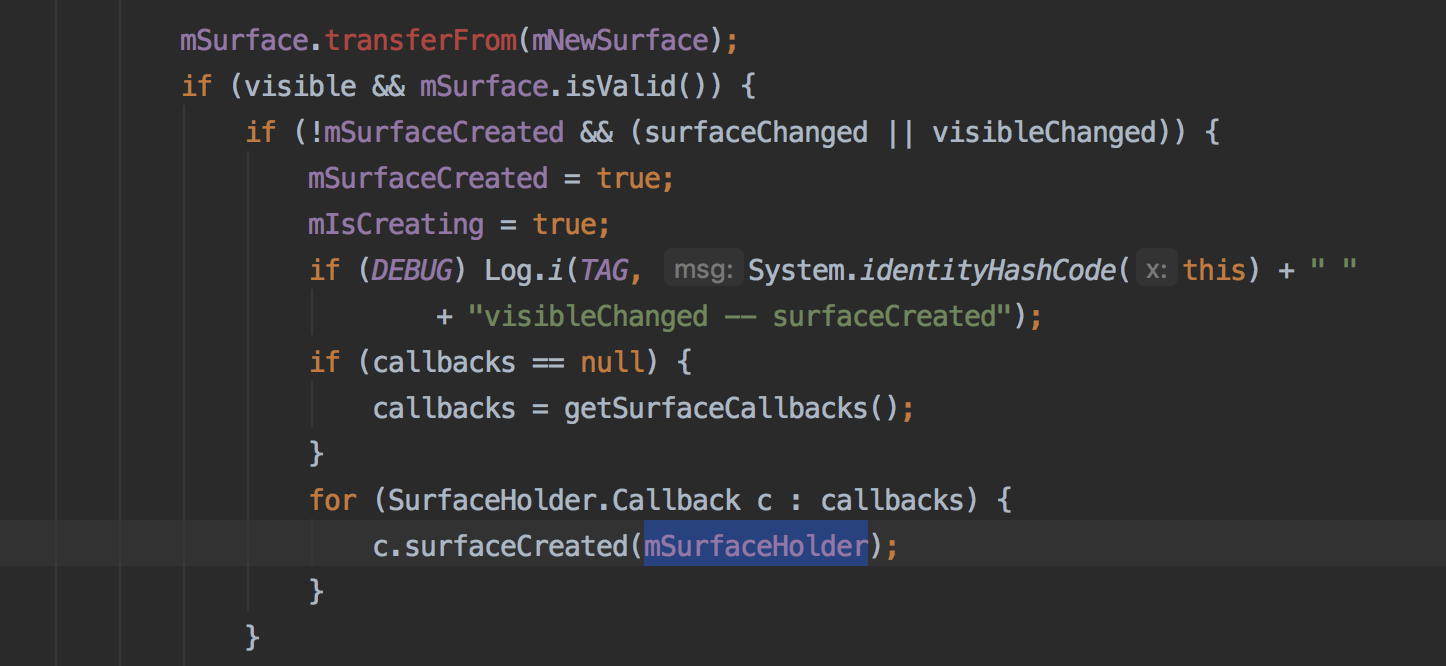 mSurface.transferFrom(mNewSurface);
if (visible && mSurface.isValid()) {
if (!mSurfaceCreated && (surfaceChanged || visibleChanged)) {
mSurfaceCreated = true;
mIsCreating = true;
if (DEBUG) Log.i(TAG, msg: System.identityHashCode( x: this) + " "
+ "visibleChanged -- surfaceCreated");
if (callbacks == null) {
callbacks = getSurfaceCallbacks();
}
for (SurfaceHolder.Callback c : callbacks) {
c.surfaceCreated(mSurfaceHolder);
}
}